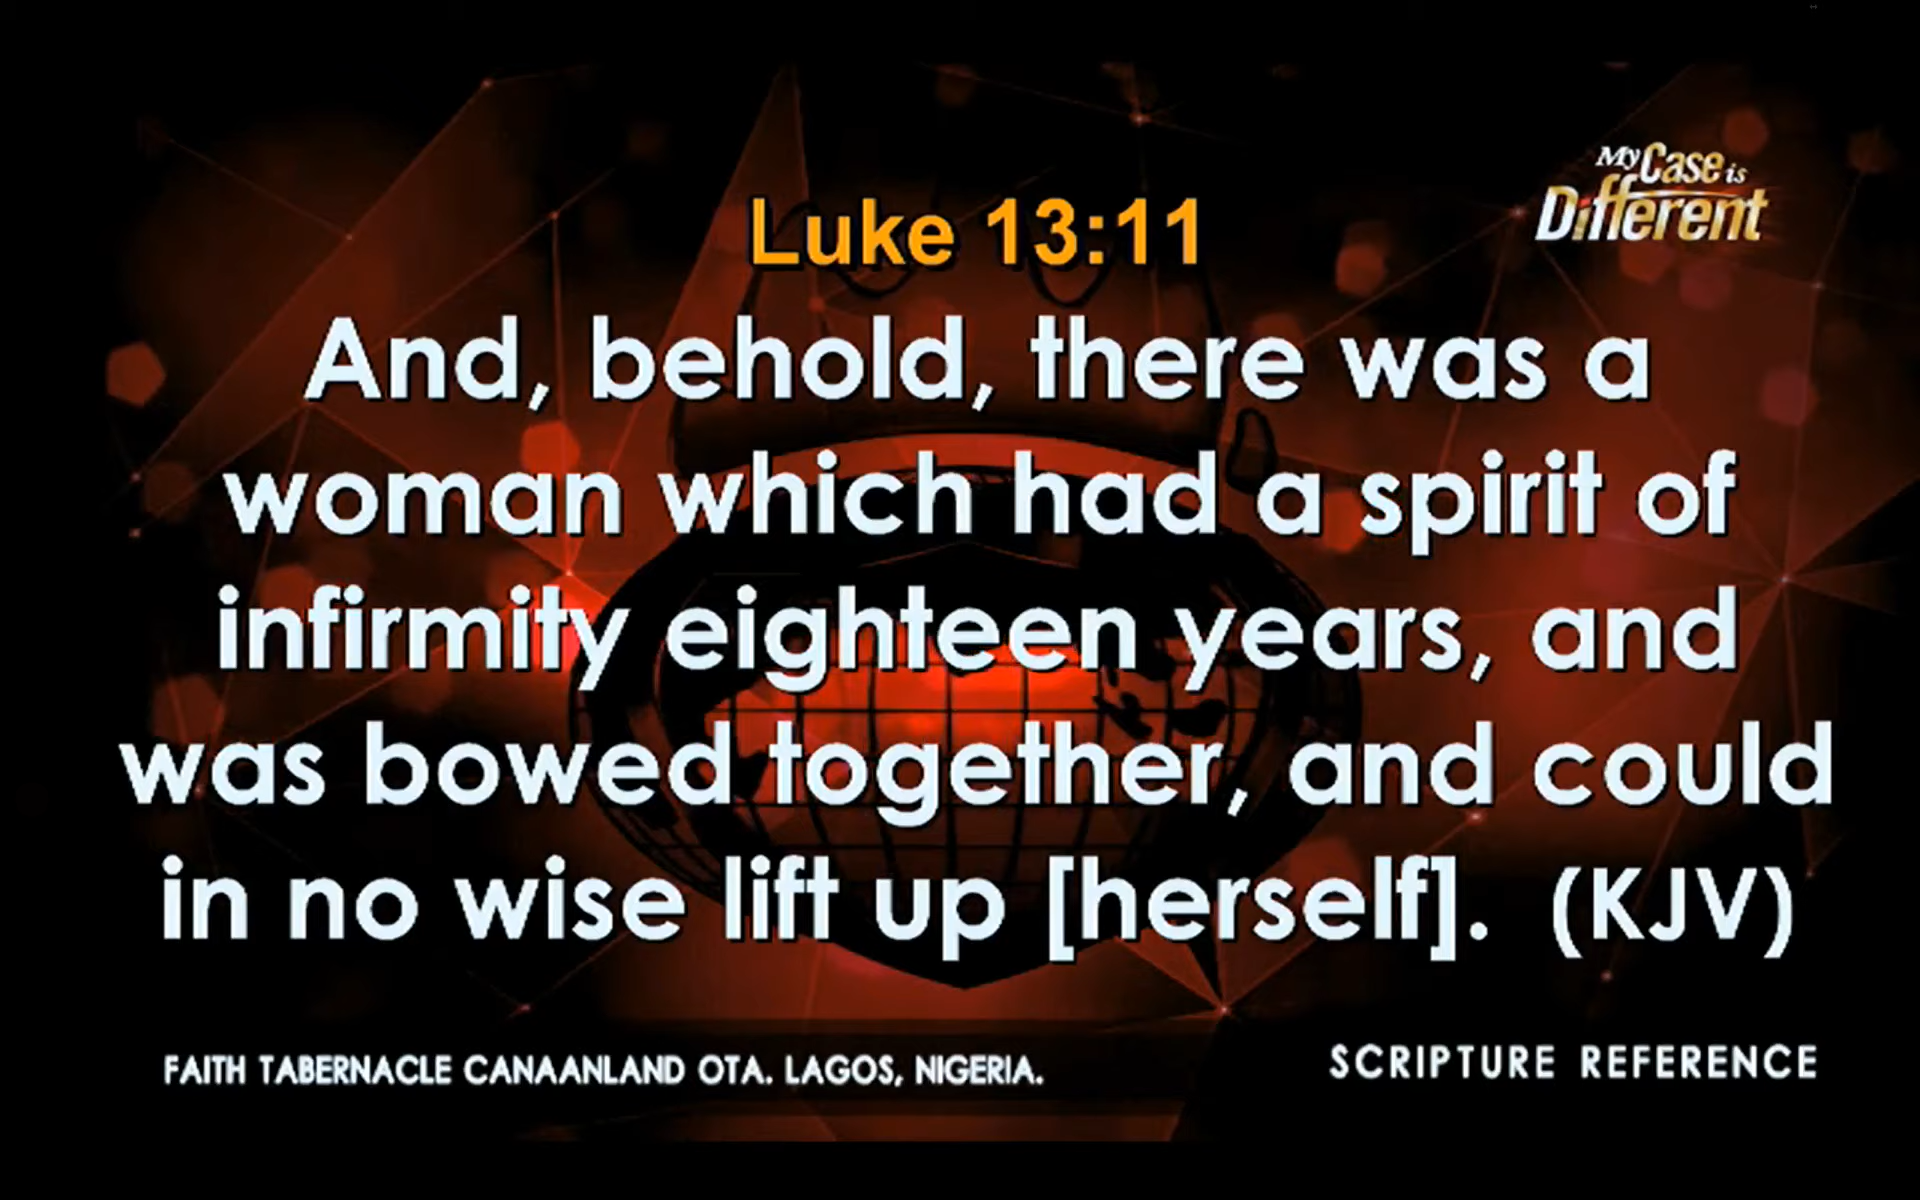 My Case is
Different
Luke 13:11
And, behold, there was a
woman which had a spirit of
infirmity eighteen years, and
was bowed together, and could
in no wise lift up [herself].  (KJV)
FAITH TABERNACLE CANAANLAND OTA. LAGOS, NIGERIA.
SCRIPTURE REFERENCE